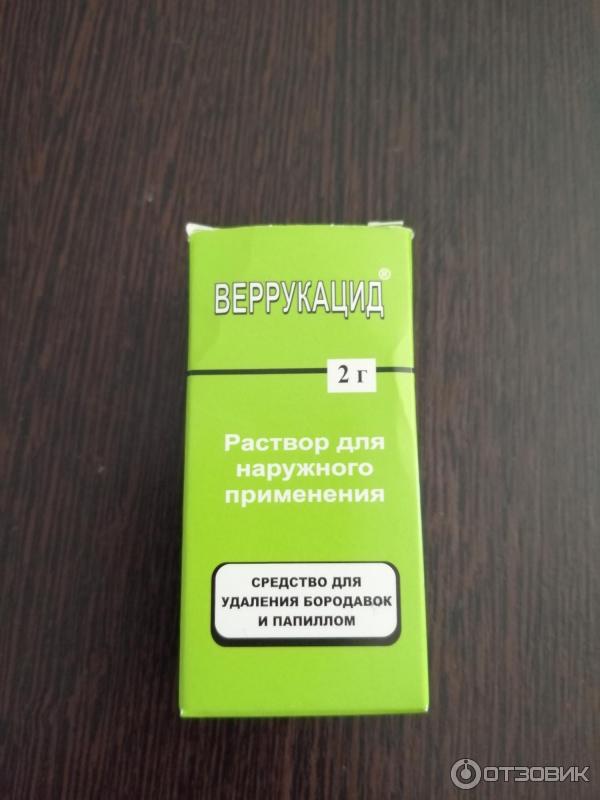 ВЕРРУКАЦИД®
2 г
Раствор для
наружного
применения
СРЕДСТВО ДЛЯ
УДАЛЕНИЯ БОРОДАВОК
И ПАПИЛЛОМ
ОТЗОВИК